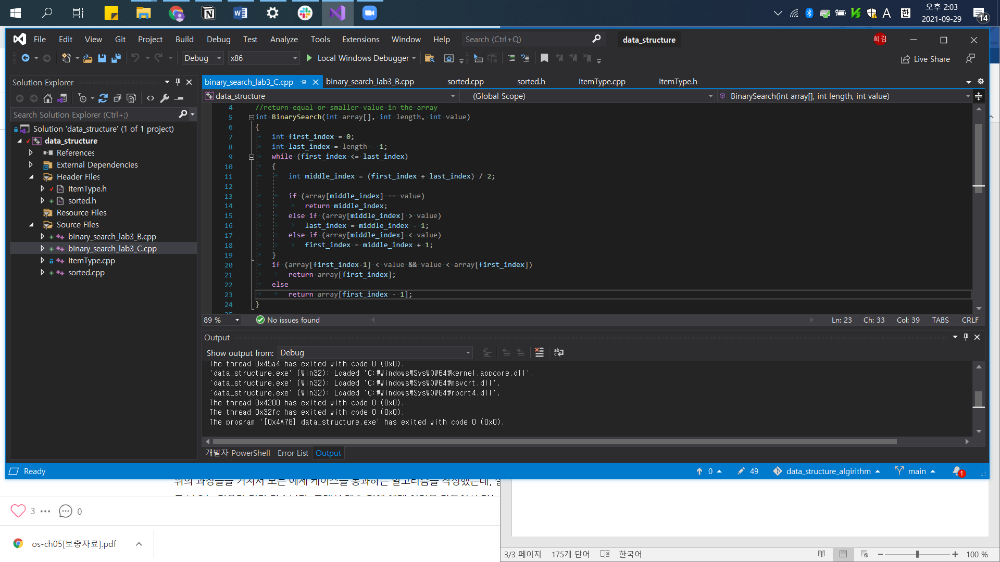 오후 2:03
2021-09-29
14
A
한
File Edit View Git Project Build Debug Test Analyze Tools Extensions Window Help Search (Ctrl+Q) data_structure 희김
Debug x86 Local Windows Debugger Live Share
Solution Explorer
Search Solution Explorer (Ctrl+;)
Solution 'data_structure' (1 of 1 project)
data_structure
References
External Dependencies
Header Files
ItemType.h
sorted.h
Resource Files
Source Files
binary_search_lab3_B.cpp
binary_search_lab3_C.cpp
ItemType.cpp
sorted.cpp
binary_search_lab3_C.cpp binary_search_lab3_B.cpp sorted.cpp sorted.h ItemType.cpp ItemType.h
data_structure (Global Scope) BinarySearch(int array[], int length, int value)
4 //return equal or smaller value in the array
5 int BinarySearch(int array[], int length, int value)
6 {
7 int first_index = 0;
8 int last_index = length - 1;
9 while (first_index <= last_index)
10 {
11 int middle_index = (first_index + last_index) / 2;
12
13 if (array[middle_index] == value)
14 return middle_index;
15 else if (array[middle_index] > value)
16 last_index = middle_index - 1;
17 else if (array[middle_index] < value)
18 first_index = middle_index + 1;
19 }
20 if (array[first_index-1] < value && value < array[first_index])
21 return array[first_index];
22 else
23 return array[first_index - 1];
24 }
89 % No issues found Ln: 23 Ch: 33 Col: 39 TABS CRLF
Output
Show output from: Debug
The thread 0x45a4 has exited with code 0 (0x0).
'data_structure.exe' (Win32): Loaded 'C:₩Windows₩SysWOW64₩kernel.appcore.dll'.
'data_structure.exe' (Win32): Loaded 'C:₩Windows₩SysWOW64₩msvcrt.dll'.
'data_structure.exe' (Win32): Loaded 'C:₩Windows₩SysWOW64₩rpcrt4.dll'.
The thread 0x4200 has exited with code 0 (0x0).
The thread 0x32fc has exited with code 0 (0x0).
The program '[0x4A78] data_structure.exe' has exited with code 0 (0x0).
개발자 PowerShell Error List Output
Ready 0 49 data_structure_algirithm main 1
위의 과정들을 거쳐서 모든 예제 케이스를 통과하는 알고리즘을 작성했는데,
3 0
os-ch05[보충자료].pdf
3/3 페이지 175개 단어 한국어 100 %